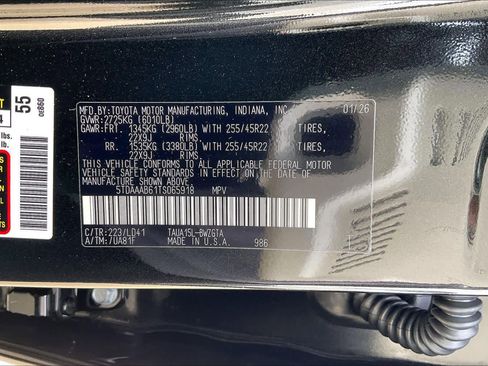 MFD.BY:TOYOTA MOTOR MANUFACTURING, INDIANA, INC. 01/26
GVWR:2725KG (6010LB)
GAWR:FRT. 1345KG (2960LB) WITH 255/45R22 TIRES,
22X9J RIMS,
RR. 1535KG (3380LB) WITH 255/45R22 TIRES,
22X9J RIMS.
THIS VEHICLE CONFORMS TO ALL APPLICABLE FEDERAL MOTOR
VEHICLE SAFETY STANDARDS IN EFFECT ON THE DATE OF
MANUFACTURE SHOWN ABOVE.
5TDAAAB61TS065918 MPV
C/TR:223/LD41 TAUA15L-BWZGTA
A/TM:/UA81F MADE IN U.S.A. 986
55
0E860
lbs.